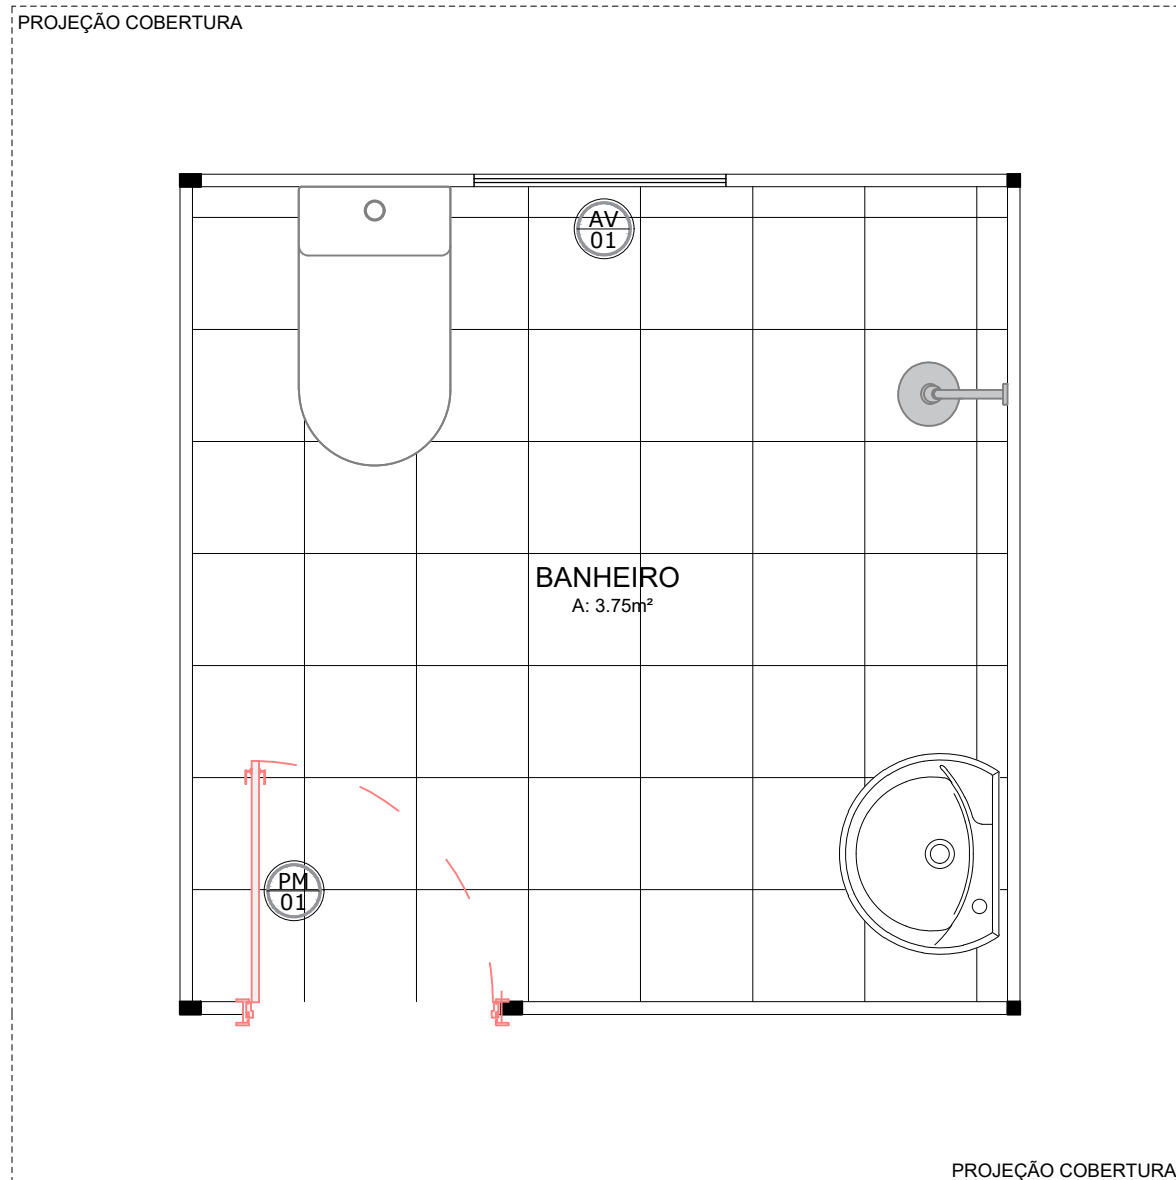 PROJEÇÃO COBERTURA
AV
01
BANHEIRO
A: 3.75m²
PM
01
PROJEÇÃO COBERTURA